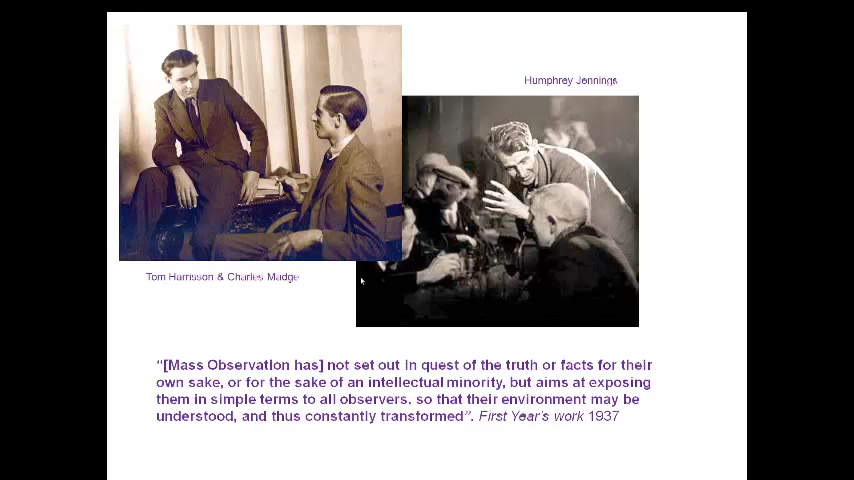 Humphrey Jennings
Tom Harrisson & Charles Madge
“[Mass Observation has] not set out in quest of the truth or facts for their
own sake, or for the sake of an intellectual minority, but aims at exposing
them in simple terms to all observers, so that their environment may be
understood, and thus constantly transformed”. First Year’s work 1937